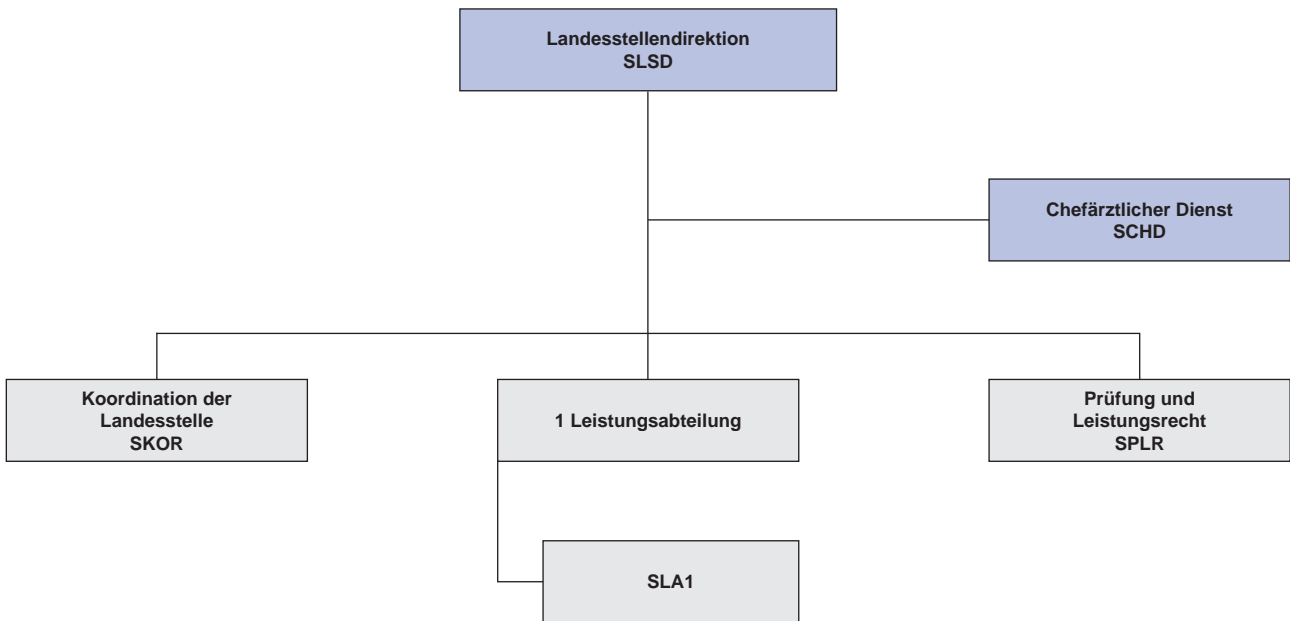 Landesstellendirektion
SLSD
Chefärztlicher Dienst
SCHD
Koordination der
Landesstelle
SKOR
1 Leistungsabteilung
Prüfung und
Leistungsrecht
SPLR
SLA1